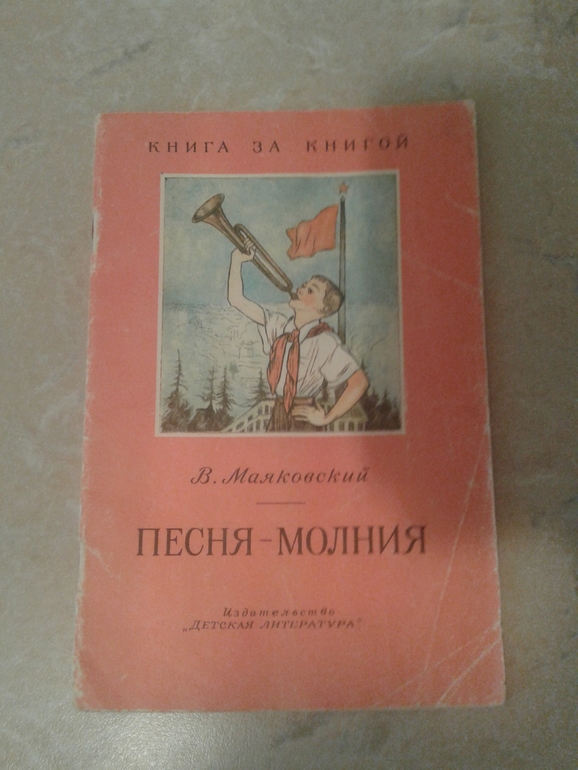 КНИГА ЗА КНИГОЙ
В. Маяковский
ПЕСНЯ-МОЛНИЯ
Издательство
„ДЕТСКАЯ ЛИТЕРАТУРА"